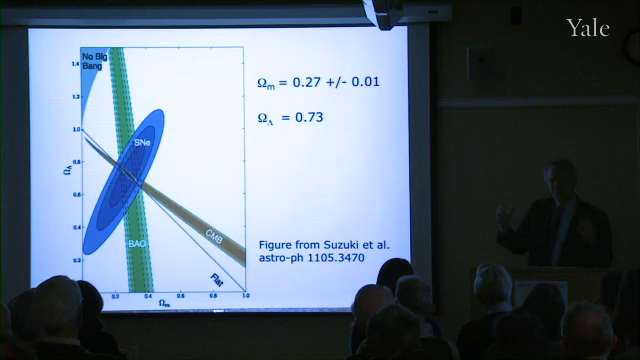 Yale
No Big
Bang
1.4
1.2
1.0
0.8
0.6
0.4
0.2
Ω_Λ
SNe
BAO
CMB
Flat
0.2
0.4
0.6
0.8
1.0
Ω_m
Ω_m = 0.27 +/- 0.01
Ω_Λ = 0.73
Figure from Suzuki et al.
astro-ph 1105.3470